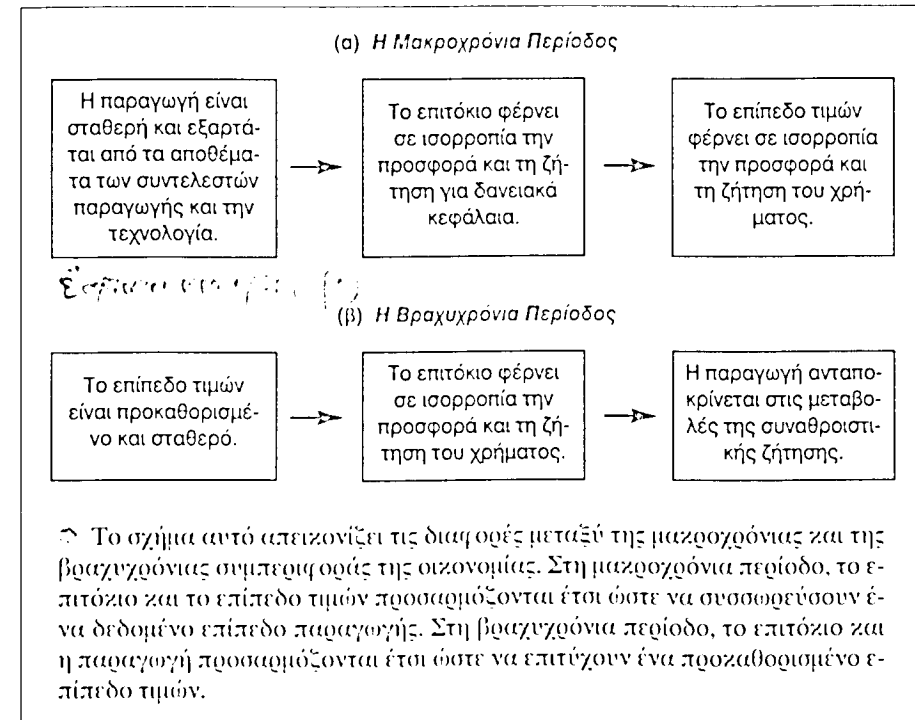 (α) Η Μακροχρόνια Περίοδος
Η παραγωγή είναι
σταθερή και εξαρτά-
ται από τα αποθέμα-
τα των συντελεστών
παραγωγής και την
τεχνολογία.
Το επιτόκιο φέρνει
σε ισορροπία την
προσφορά και τη ζή-
τηση για δανειακά
κεφάλαια.
Το επίπεδο τιμών
φέρνει σε ισορροπία
την προσφορά και
τη ζήτηση του χρή-
ματος.
(β) Η Βραχυχρόνια Περίοδος
Το επίπεδο τιμών
είναι προκαθορισμέ-
νο και σταθερό.
Το επιτόκιο φέρνει
σε ισορροπία την
προσφορά και τη ζή-
τηση του χρήματος.
Η παραγωγή ανταπο-
κρίνεται στις μεταβο-
λές της συναθροιστι-
κής ζήτησης.
Το σχήμα αυτό απεικονίζει τις διαφορές μεταξύ της μακροχρόνιας και της
βραχυχρόνιας συμπεριφοράς της οικονομίας. Στη μακροχρόνια περίοδο, το ε-
πιτόκιο και το επίπεδο τιμών προσαρμόζονται έτσι ώστε να συσσωρεύσουν έ-
να δεδομένο επίπεδο παραγωγής. Στη βραχυχρόνια περίοδο, το επιτόκιο και
η παραγωγή προσαρμόζονται έτσι ώστε να επιτύχουν ένα προκαθορισμένο ε-
πίπεδο τιμών.